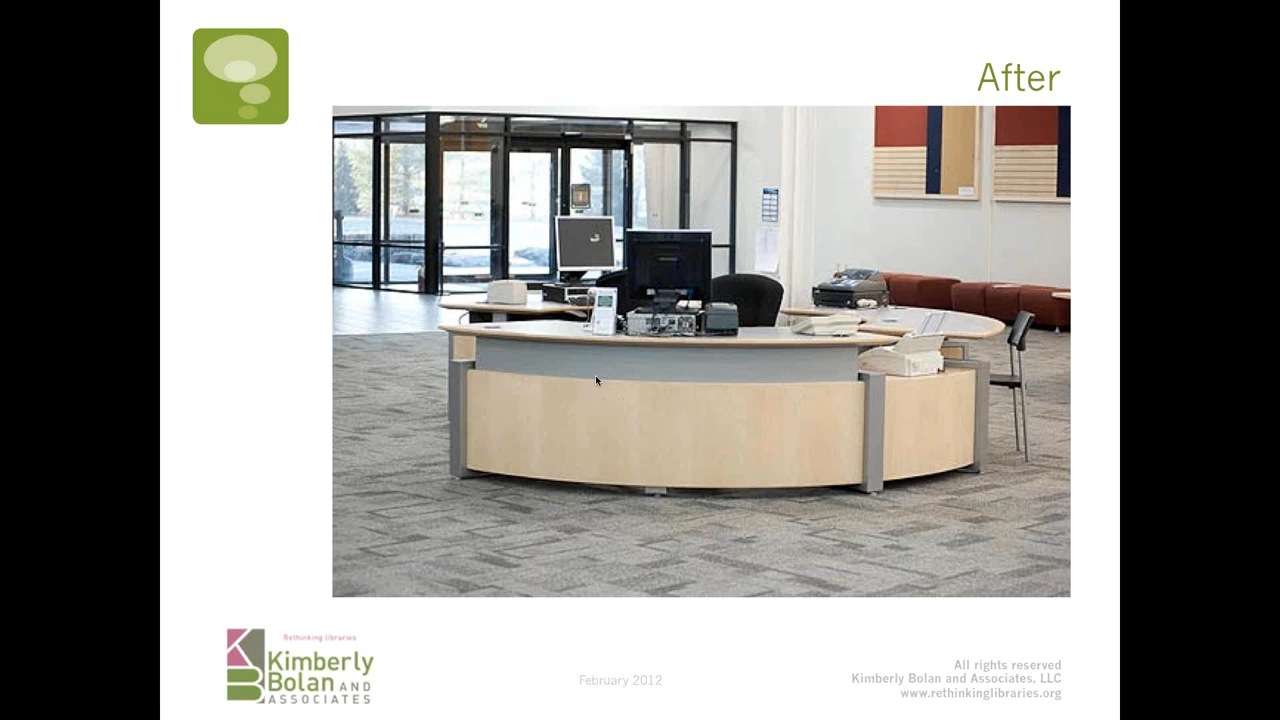 After
Rethinking libraries
Kimberly
Bolan AND
ASSOCIATES
February 2012
All rights reserved
Kimberly Bolan and Associates, LLC
www.rethinkinglibraries.org